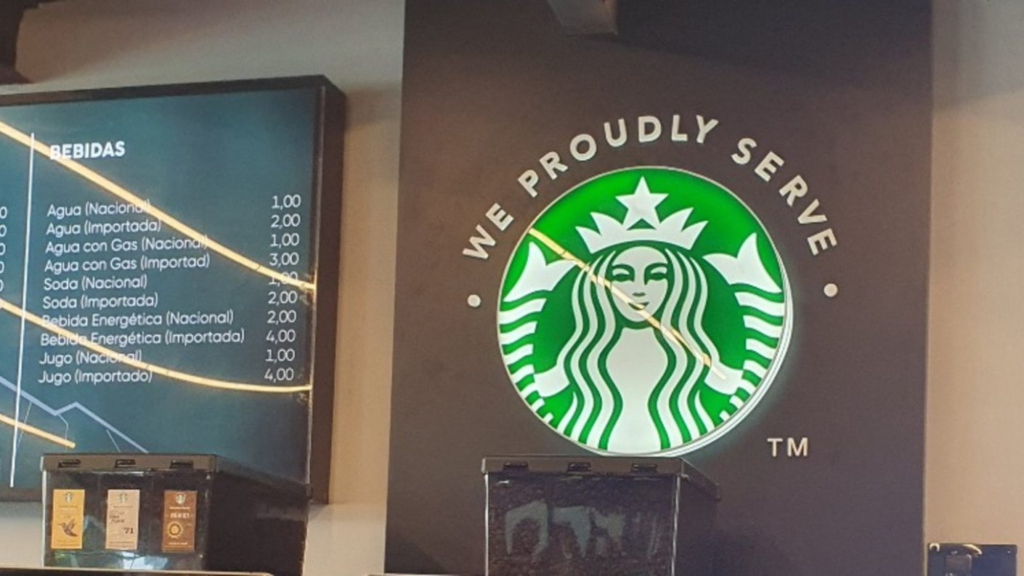 BEBIDAS
Agua (Nacional) 1,00
Agua (Importada) 2,00
Agua con Gas (Nacional) 1,00
Agua con Gas (Importad) 3,00
Soda (Nacional) 1,00
Soda (Importada) 2,00
Bebida Energética (Nacional) 2,00
Bebida Energética (Importada) 4,00
Jugo (Nacional) 1,00
Jugo (Importado) 4,00
WE PROUDLY SERVE
TM